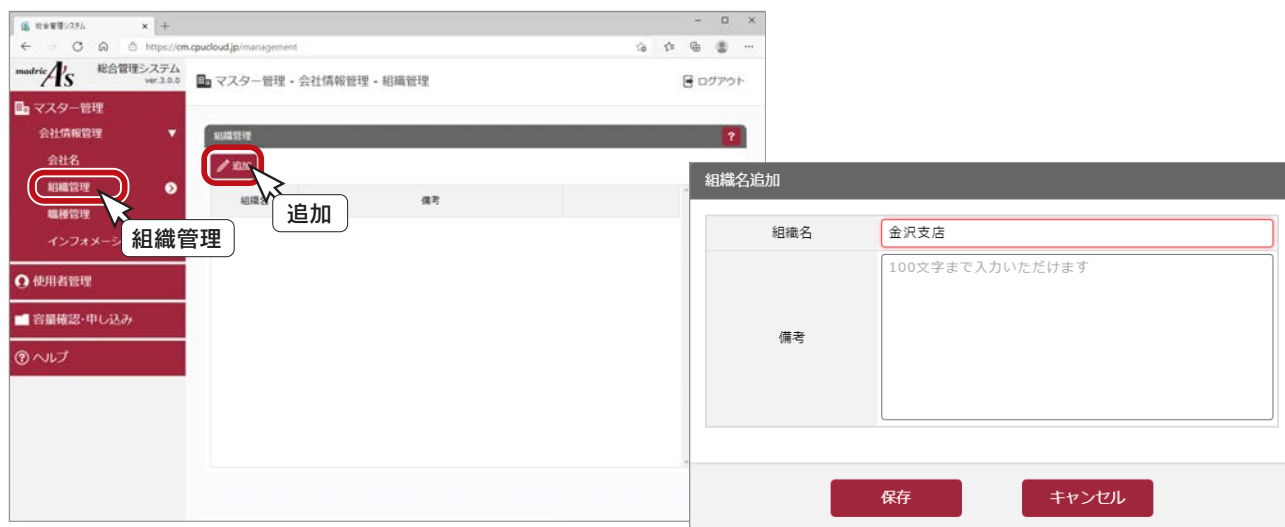 総合管理システム
https://cm.cpucloud.jp/management
madric A's
総合管理システム
ver.3.0.0
マスター管理 - 会社情報管理 - 組織管理
ログアウト
マスター管理
会社情報管理
会社名
組織管理
職種管理
インフォメーシ
使用者管理
容量確認・申し込み
ヘルプ
組織管理
?
追加
備考
組織管理
追加
組織名追加
組織名
金沢支店
備考
100文字まで入力いただけます
保存
キャンセル